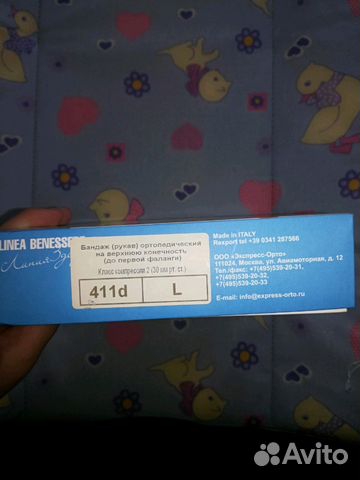 LINEA BENESSERE
Линия Здо
Бандаж (рукав) ортопедический
на верхнюю конечность
(до первой фаланги)
Класс компрессии 2 (30 мм рт. ст.)
411d
L
Made in ITALY
Rexport tel +39 0341 257566
ООО «Экспресс-Орто»
111024, Москва, ул. Авиамоторная, д. 12
Тел./факс: +7(495)539-20-31,
+7(495)539-20-32,
+7(495)539-20-33
E-mail: info@express-orto.ru
Avito